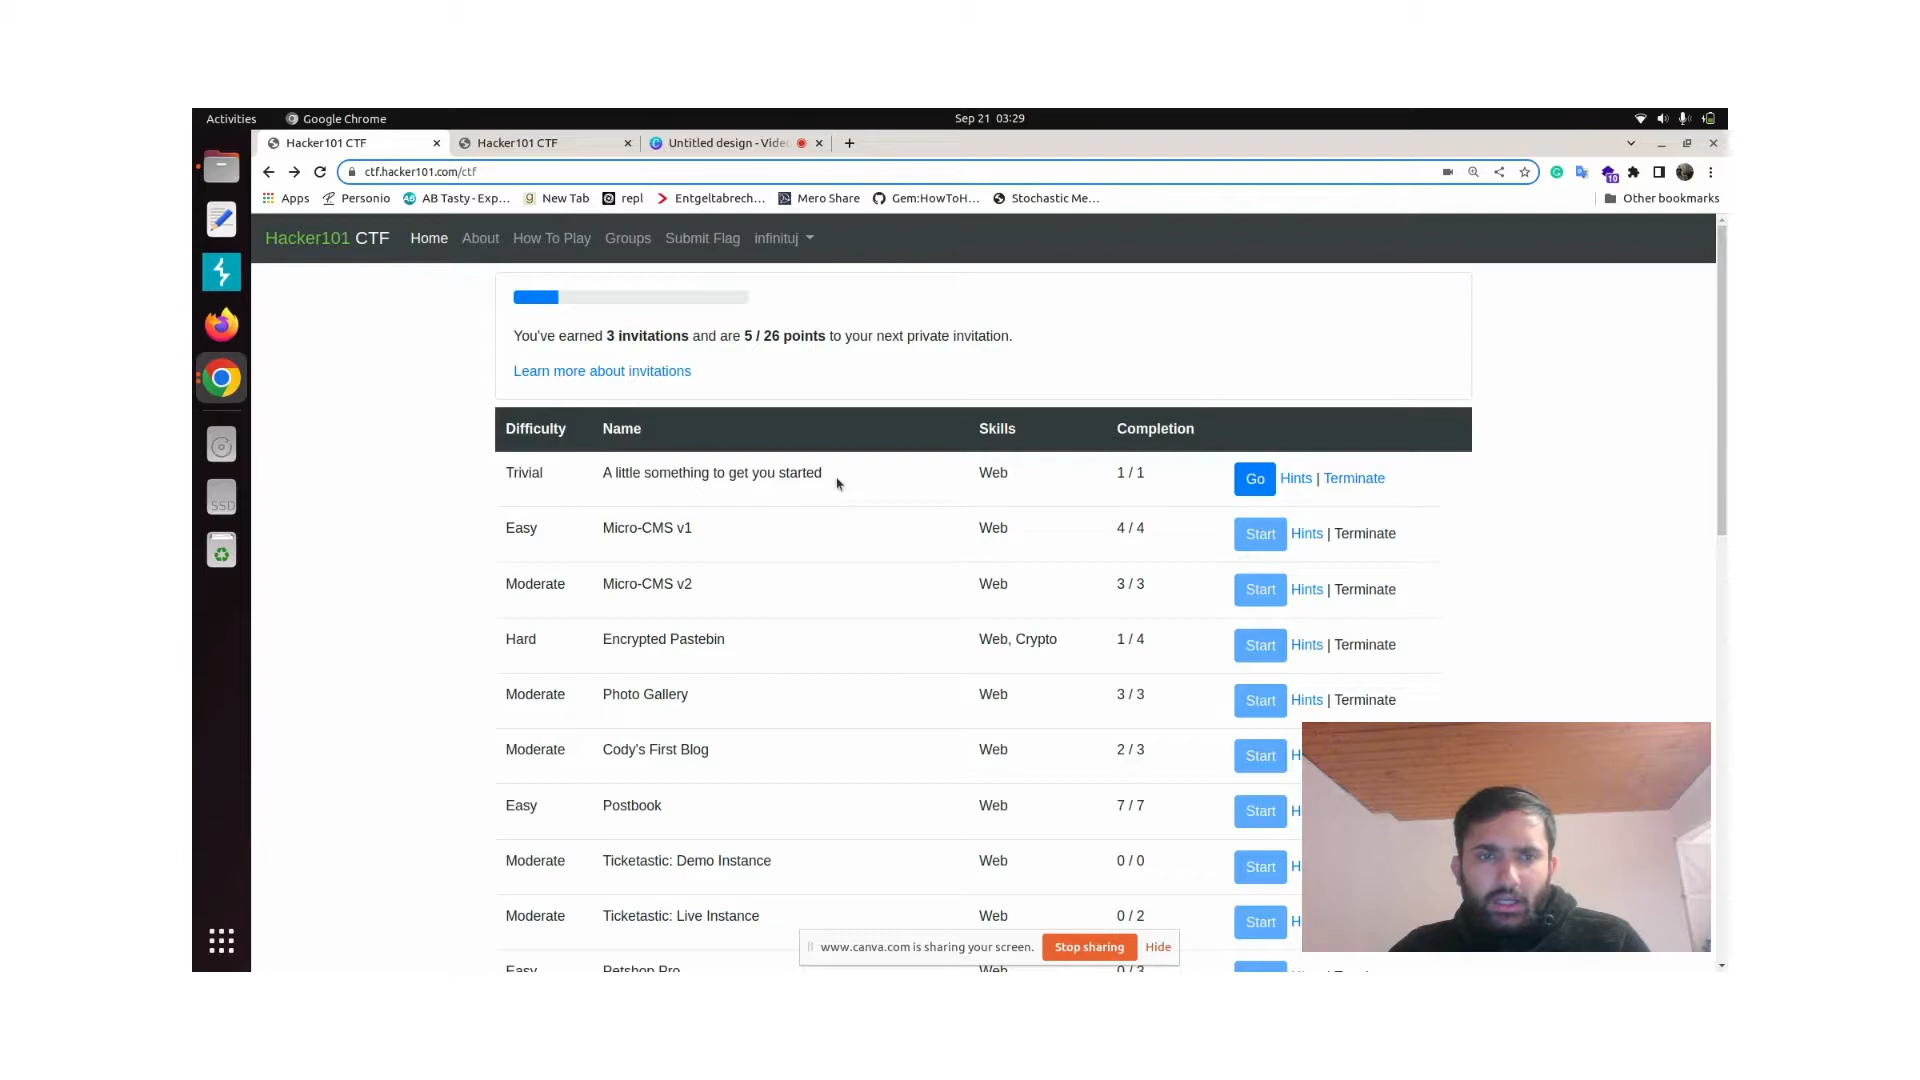 Activities Google Chrome Sep 21 03:29
Hacker101 CTF Hacker101 CTF Untitled design - Vide
ctf.hacker101.com/ctf
10
Apps Personio AB Tasty - Exp... New Tab repl Entgeltabrech... Mero Share Gem:HowToH... Stochastic Me... Other bookmarks
Hacker101 CTF Home About How To Play Groups Submit Flag infinituj
You've earned 3 invitations and are 5 / 26 points to your next private invitation.
Learn more about invitations
Difficulty Name Skills Completion
Trivial A little something to get you started Web 1 / 1 Go Hints | Terminate
Easy Micro-CMS v1 Web 4 / 4 Start Hints | Terminate
Moderate Micro-CMS v2 Web 3 / 3 Start Hints | Terminate
Hard Encrypted Pastebin Web, Crypto 1 / 4 Start Hints | Terminate
Moderate Photo Gallery Web 3 / 3 Start Hints | Terminate
Moderate Cody's First Blog Web 2 / 3 Start H
Easy Postbook Web 7 / 7 Start H
Moderate Ticketastic: Demo Instance Web 0 / 0 Start H
SSD
Moderate Ticketastic: Live Instance Web 0 / 2 Start H
www.canva.com is sharing your screen. Stop sharing Hide
Easy Petshop Pro Web 0 / 3